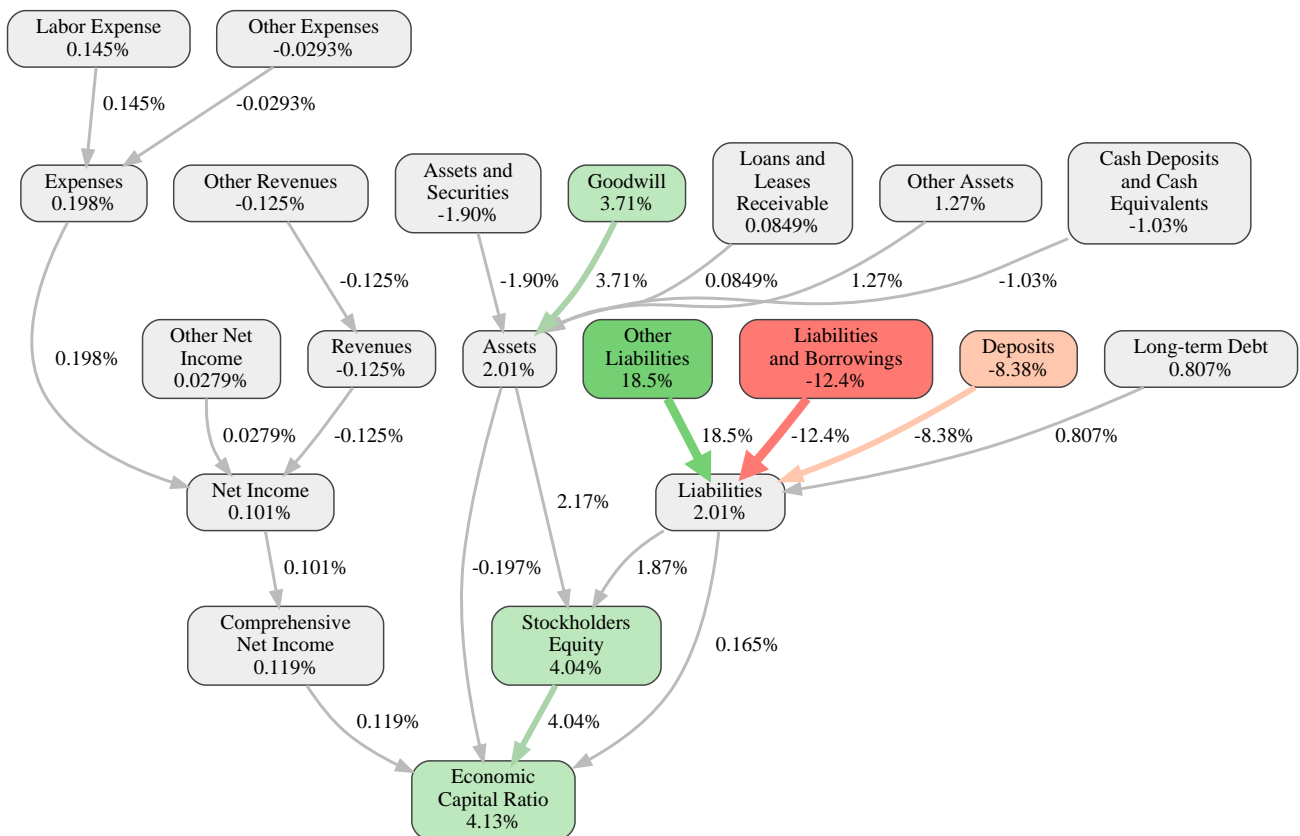 Labor Expense
0.145%
Other Expenses
-0.0293%
0.145%
-0.0293%
Expenses
0.198%
Other Revenues
-0.125%
Assets and
Securities
-1.90%
Goodwill
3.71%
Loans and
Leases
Receivable
0.0849%
Other Assets
1.27%
Cash Deposits
and Cash
Equivalents
-1.03%
-0.125%
-1.90%
3.71%
0.0849%
1.27%
-1.03%
0.198%
Other Net
Income
0.0279%
Revenues
-0.125%
Assets
2.01%
Other
Liabilities
18.5%
Liabilities
and Borrowings
-12.4%
Deposits
-8.38%
Long-term Debt
0.807%
0.0279%
-0.125%
18.5%
-12.4%
-8.38%
0.807%
Net Income
0.101%
2.17%
Liabilities
2.01%
0.101%
-0.197%
1.87%
Comprehensive
Net Income
0.119%
Stockholders
Equity
4.04%
0.165%
0.119%
4.04%
Economic
Capital Ratio
4.13%